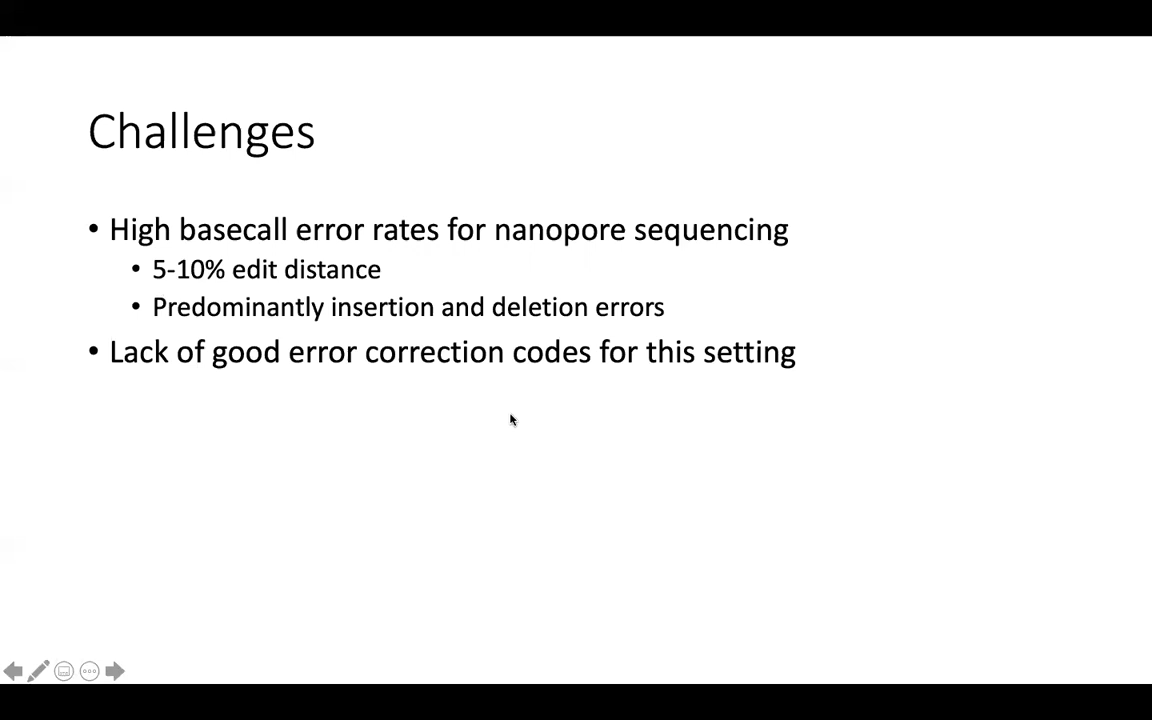 Challenges
• High basecall error rates for nanopore sequencing
• 5-10% edit distance
• Predominantly insertion and deletion errors
• Lack of good error correction codes for this setting